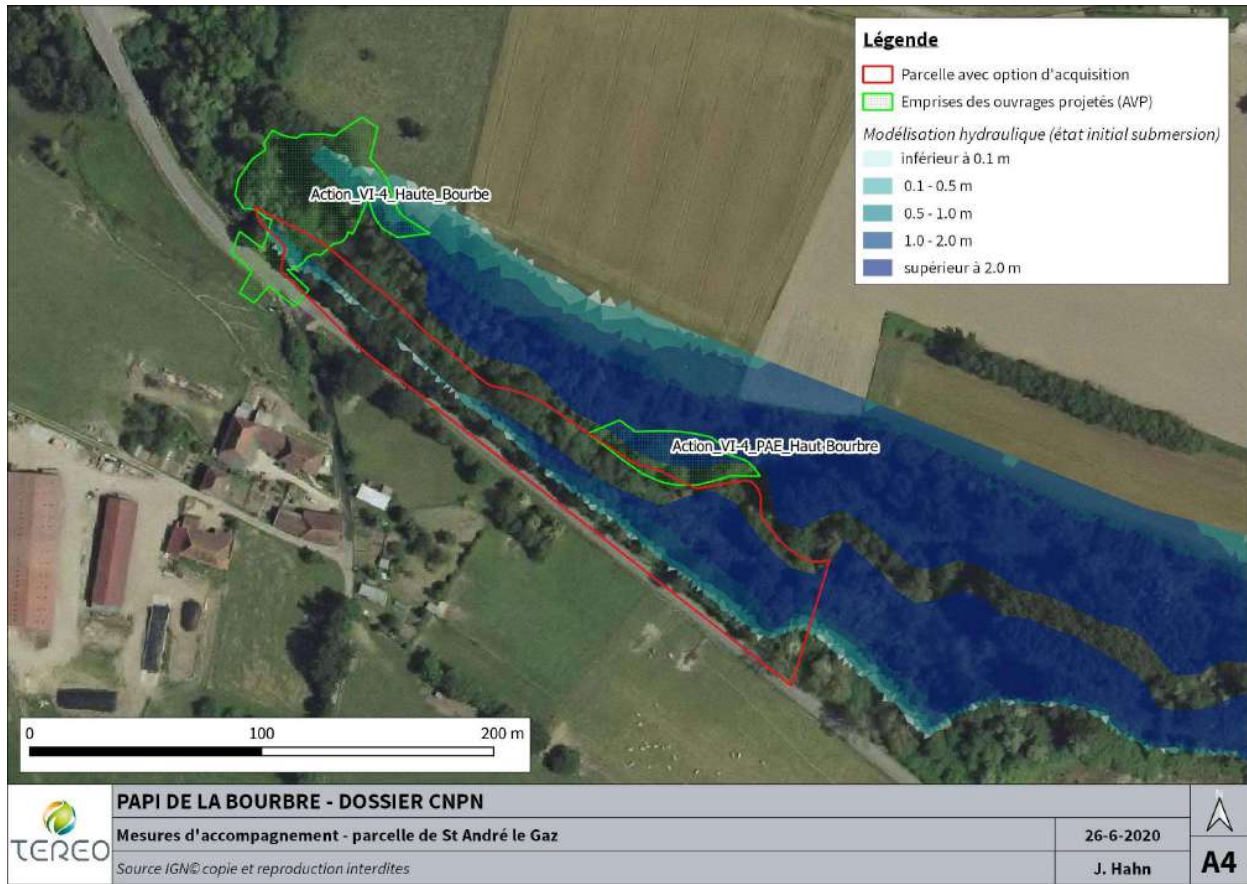 Légende
Parcelle avec option d'acquisition
Emprises des ouvrages projetés (AVP)
Modélisation hydraulique (état initial submersion)
inférieur à 0.1 m
0.1 - 0.5 m
0.5 - 1.0 m
1.0 - 2.0 m
supérieur à 2.0 m
Action_VI-4_Haute_Bourbe
Action_VI-4_PAE_Haut Bourbre
0 100 200 m
TEREO
PAPI DE LA BOURBRE - DOSSIER CNPN
Mesures d'accompagnement - parcelle de St André le Gaz
26-6-2020
Source IGN© copie et reproduction interdites
J. Hahn
N
A4